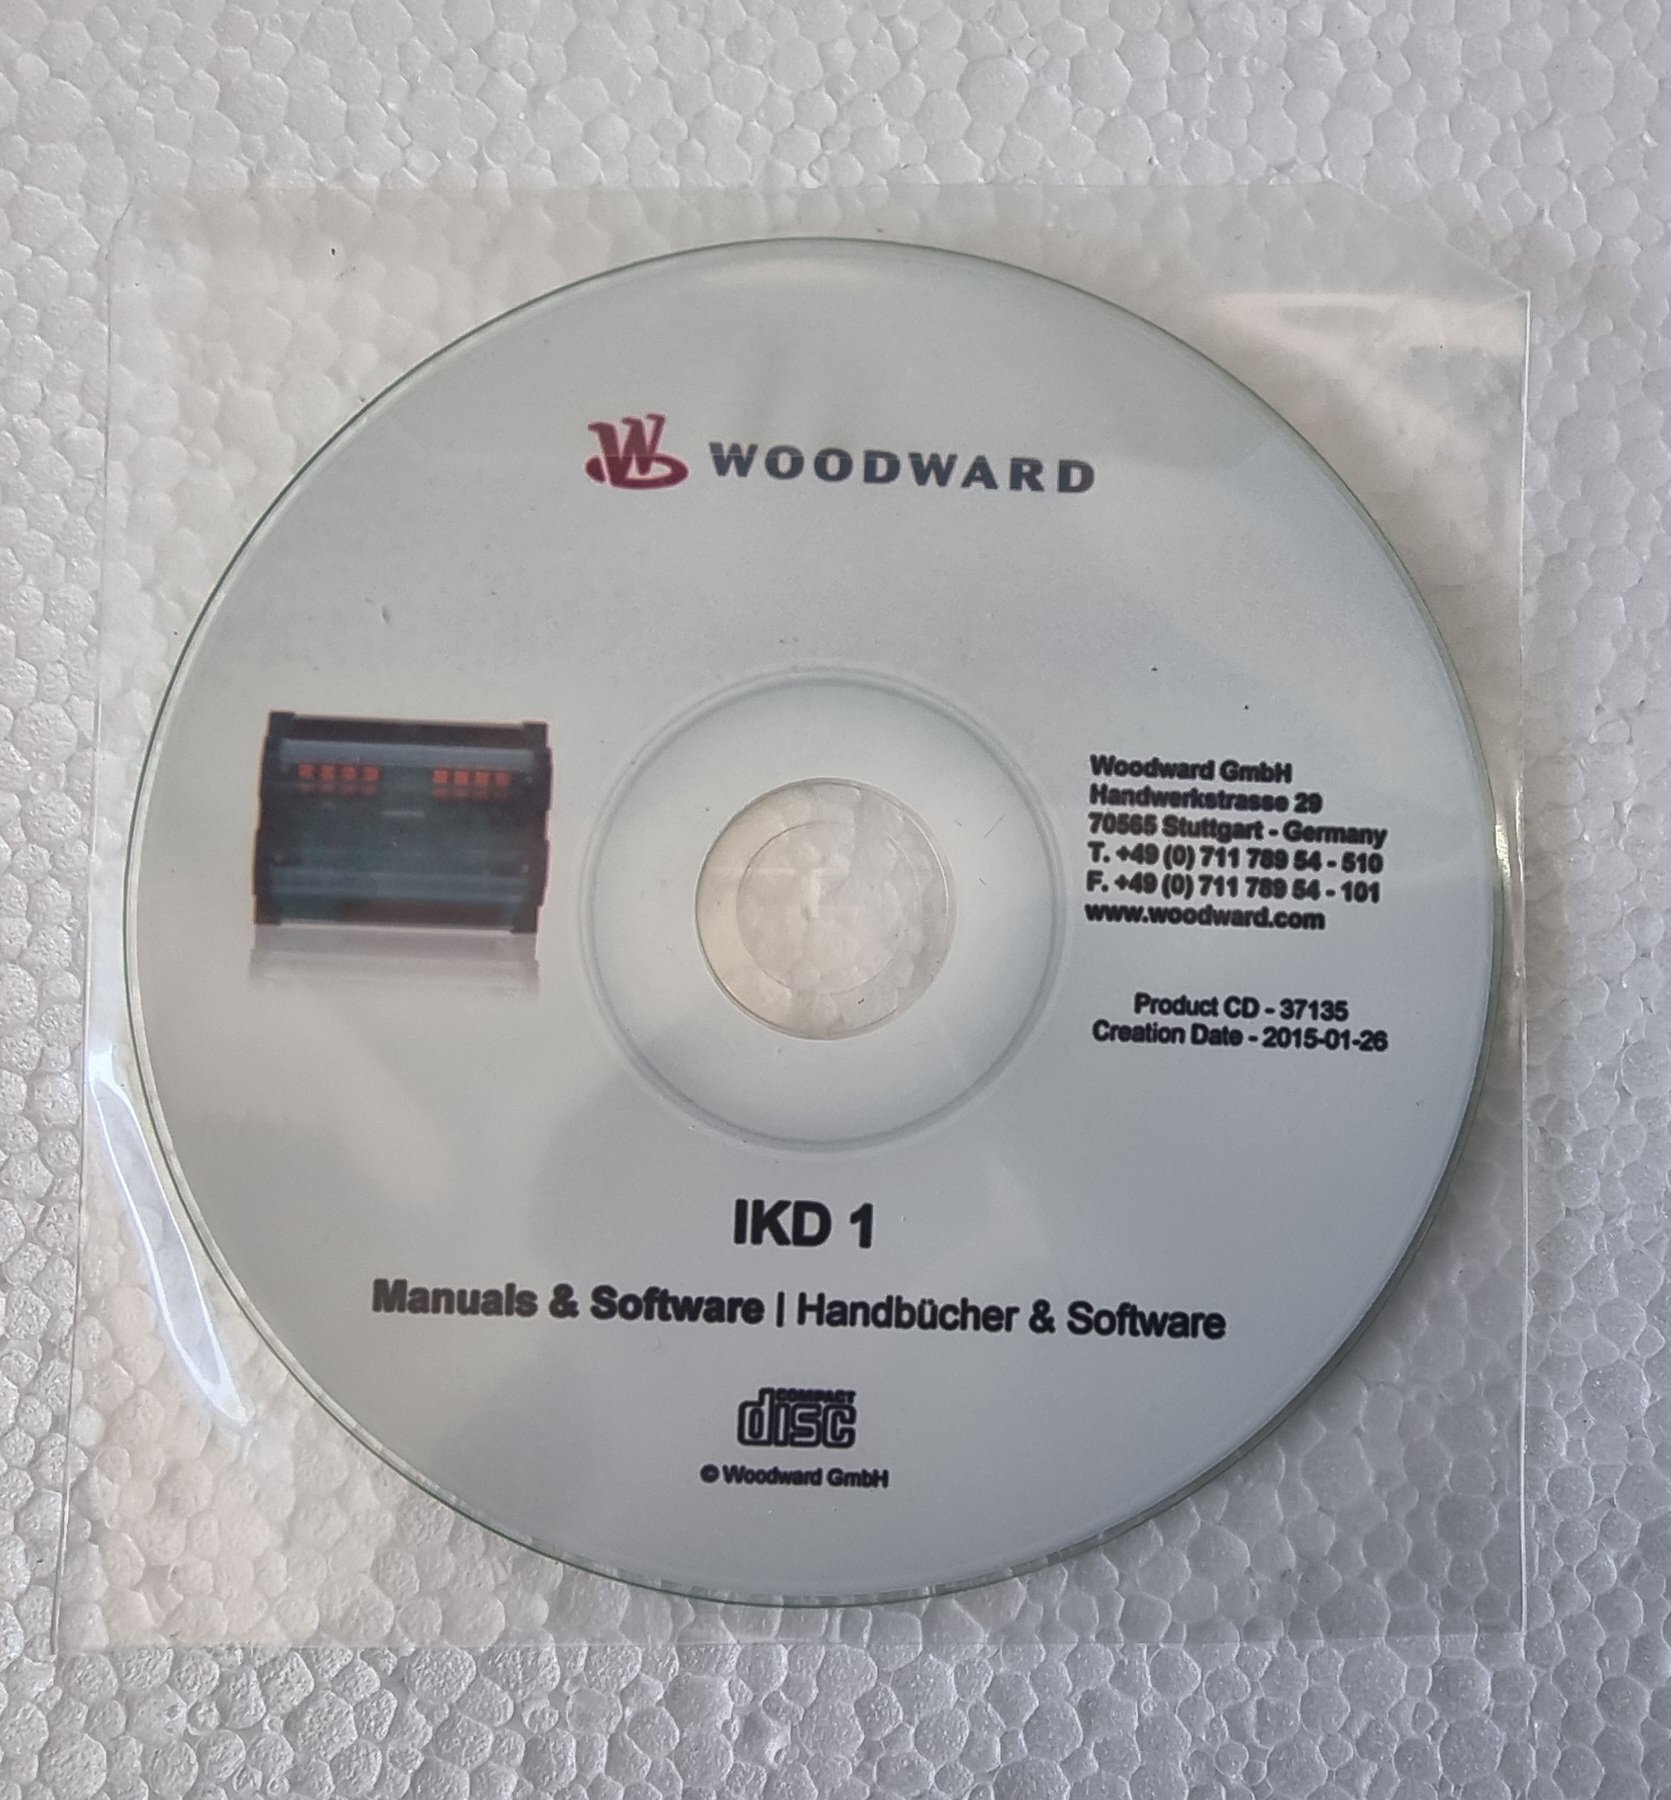 WOODWARD
Woodward GmbH
Handwerkstrasse 29
70565 Stuttgart - Germany
T. +49 (0) 711 789 54 - 510
F. +49 (0) 711 789 54 - 101
www.woodward.com
Product CD - 37135
Creation Date - 2015-01-26
IKD 1
Manuals & Software | Handbücher & Software
COMPACT
disc
© Woodward GmbH